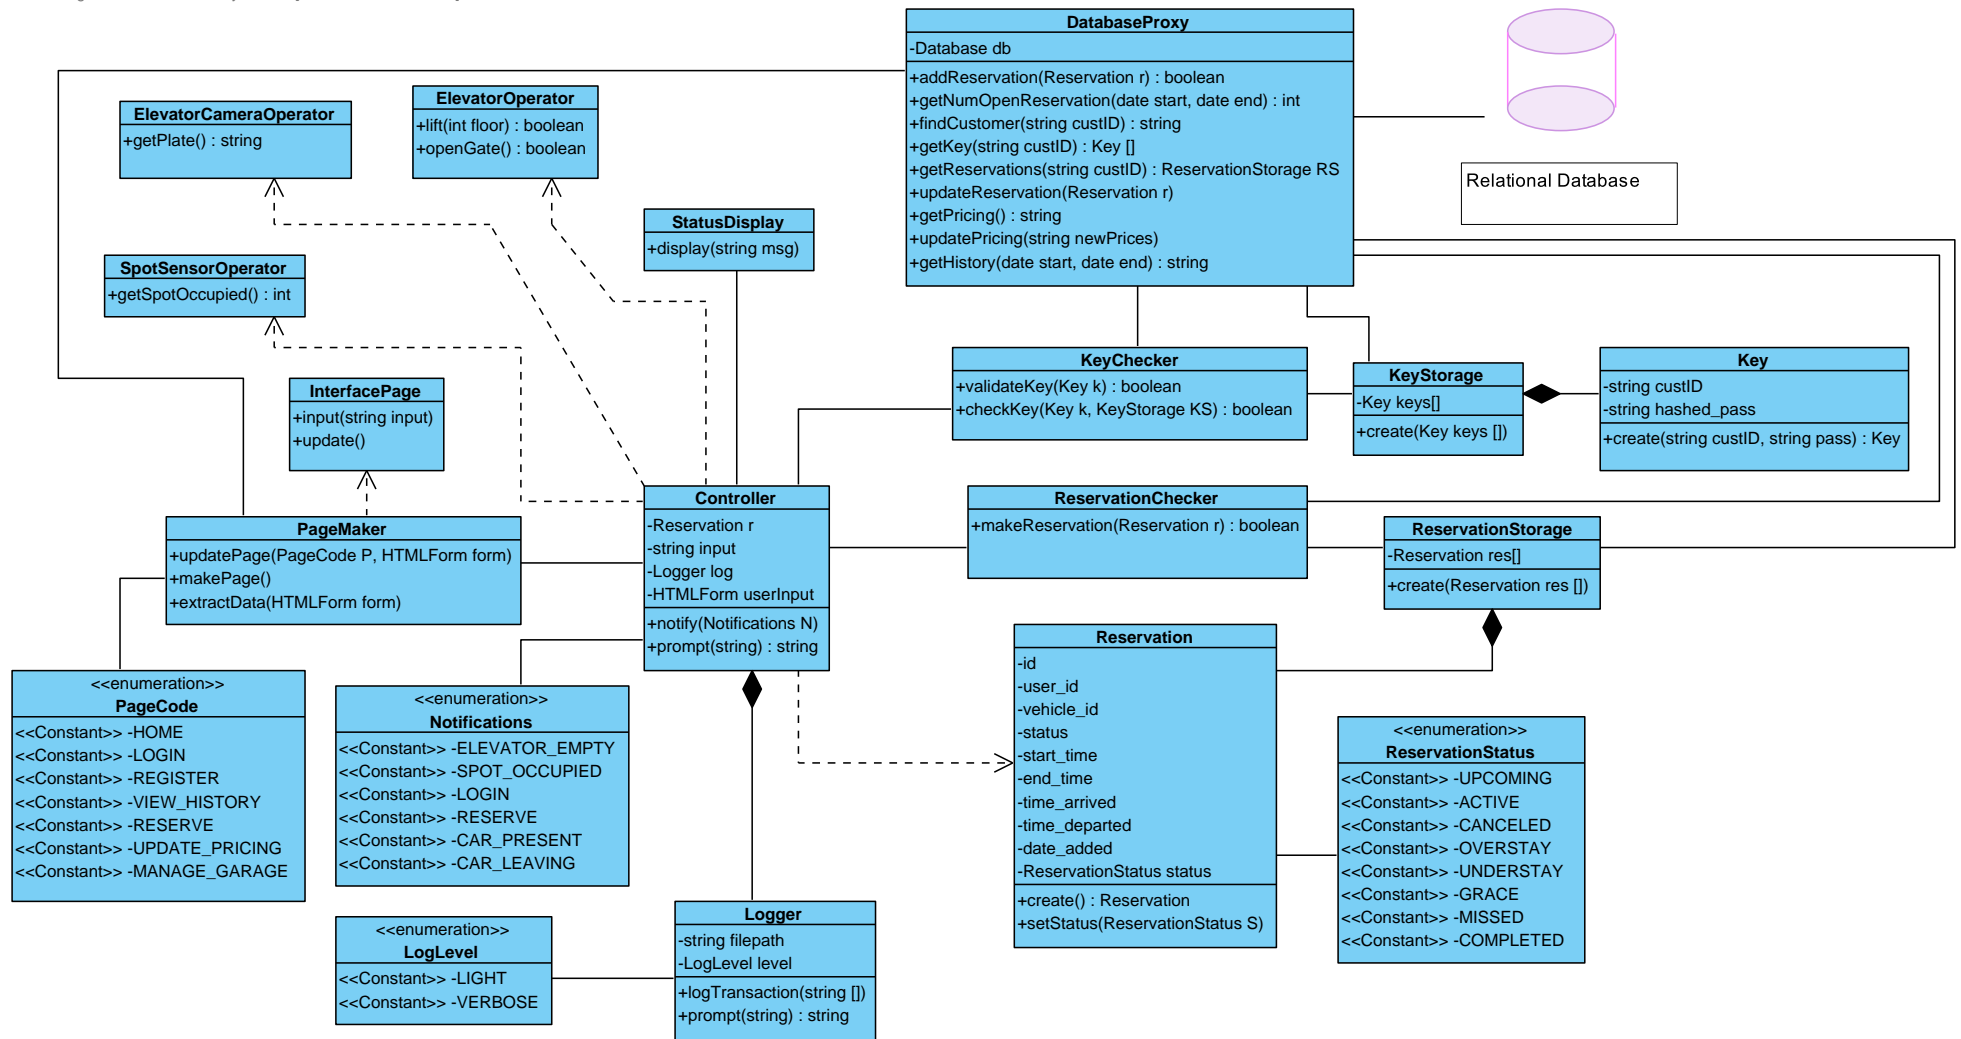 DatabaseProxy
-Database db
+addReservation(Reservation r) : boolean
+getNumOpenReservation(date start, date end) : int
+findCustomer(string custID) : string
+getKey(string custID) : Key []
+getReservations(string custID) : ReservationStorage RS
+updateReservation(Reservation r)
+getPricing() : string
+updatePricing(string newPrices)
+getHistory(date start, date end) : string
Relational Database
ElevatorCameraOperator
+getPlate() : string
ElevatorOperator
+lift(int floor) : boolean
+openGate() : boolean
StatusDisplay
+display(string msg)
SpotSensorOperator
+getSpotOccupied() : int
InterfacePage
+input(string input)
+update()
KeyChecker
+validateKey(Key k) : boolean
+checkKey(Key k, KeyStorage KS) : boolean
KeyStorage
-Key keys[]
+create(Key keys [])
Key
-string custID
-string hashed_pass
+create(string custID, string pass) : Key
PageMaker
+updatePage(PageCode P, HTMLForm form)
+makePage()
+extractData(HTMLForm form)
Controller
-Reservation r
-string input
-Logger log
-HTMLForm userInput
+notify(Notifications N)
+prompt(string) : string
ReservationChecker
+makeReservation(Reservation r) : boolean
ReservationStorage
-Reservation res[]
+create(Reservation res [])
<<enumeration>>
PageCode
<<Constant>> -HOME
<<Constant>> -LOGIN
<<Constant>> -REGISTER
<<Constant>> -VIEW_HISTORY
<<Constant>> -RESERVE
<<Constant>> -UPDATE_PRICING
<<Constant>> -MANAGE_GARAGE
<<enumeration>>
Notifications
<<Constant>> -ELEVATOR_EMPTY
<<Constant>> -SPOT_OCCUPIED
<<Constant>> -LOGIN
<<Constant>> -RESERVE
<<Constant>> -CAR_PRESENT
<<Constant>> -CAR_LEAVING
Reservation
-id
-user_id
-vehicle_id
-status
-start_time
-end_time
-time_arrived
-time_departed
-date_added
-ReservationStatus status
+create() : Reservation
+setStatus(ReservationStatus S)
<<enumeration>>
ReservationStatus
<<Constant>> -UPCOMING
<<Constant>> -ACTIVE
<<Constant>> -CANCELED
<<Constant>> -OVERSTAY
<<Constant>> -UNDERSTAY
<<Constant>> -GRACE
<<Constant>> -MISSED
<<Constant>> -COMPLETED
<<enumeration>>
LogLevel
<<Constant>> -LIGHT
<<Constant>> -VERBOSE
Logger
-string filepath
-LogLevel level
+logTransaction(string [])
+prompt(string) : string